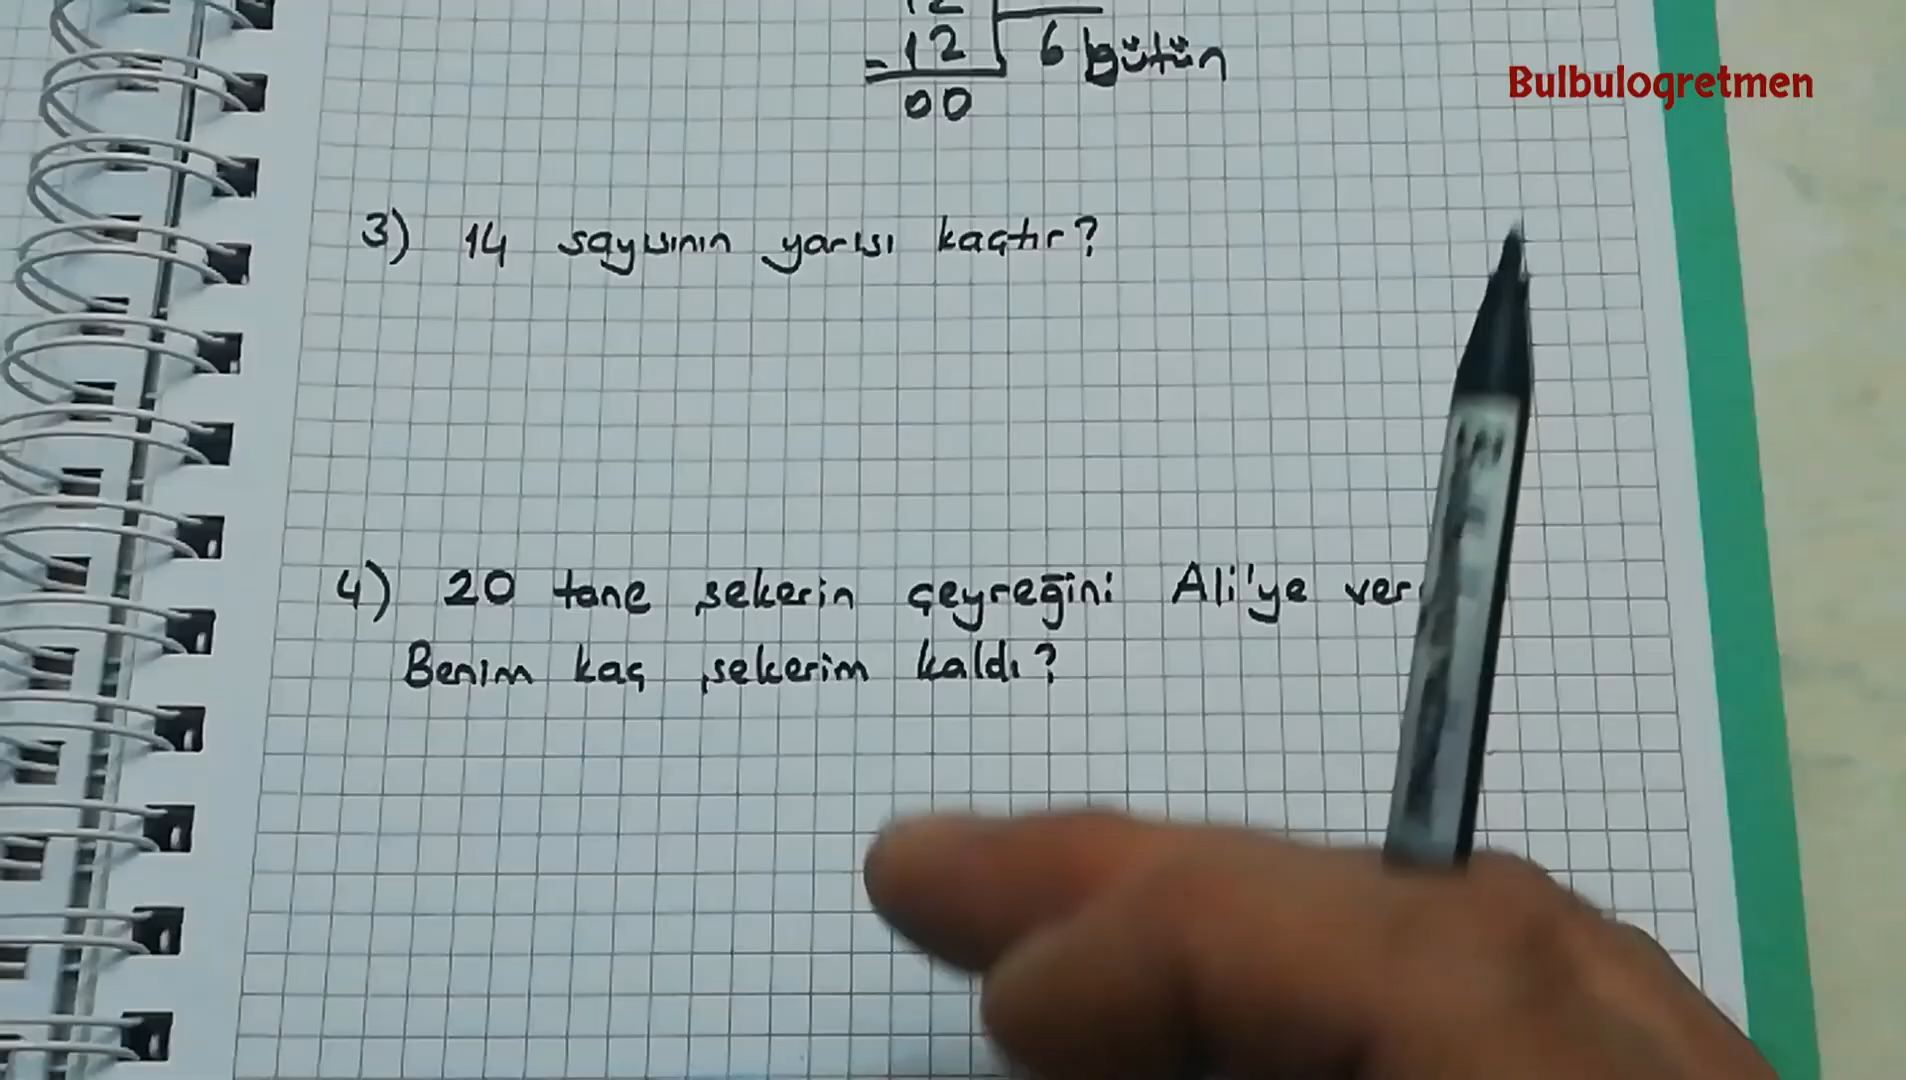 - 12 6 bütün
00
Bulbulogretmen
3) 14 sayısının yarısı kaçtır?
4) 20 tane şekerin çeyreğini Ali'ye
Benim kaç şekerim kaldı?